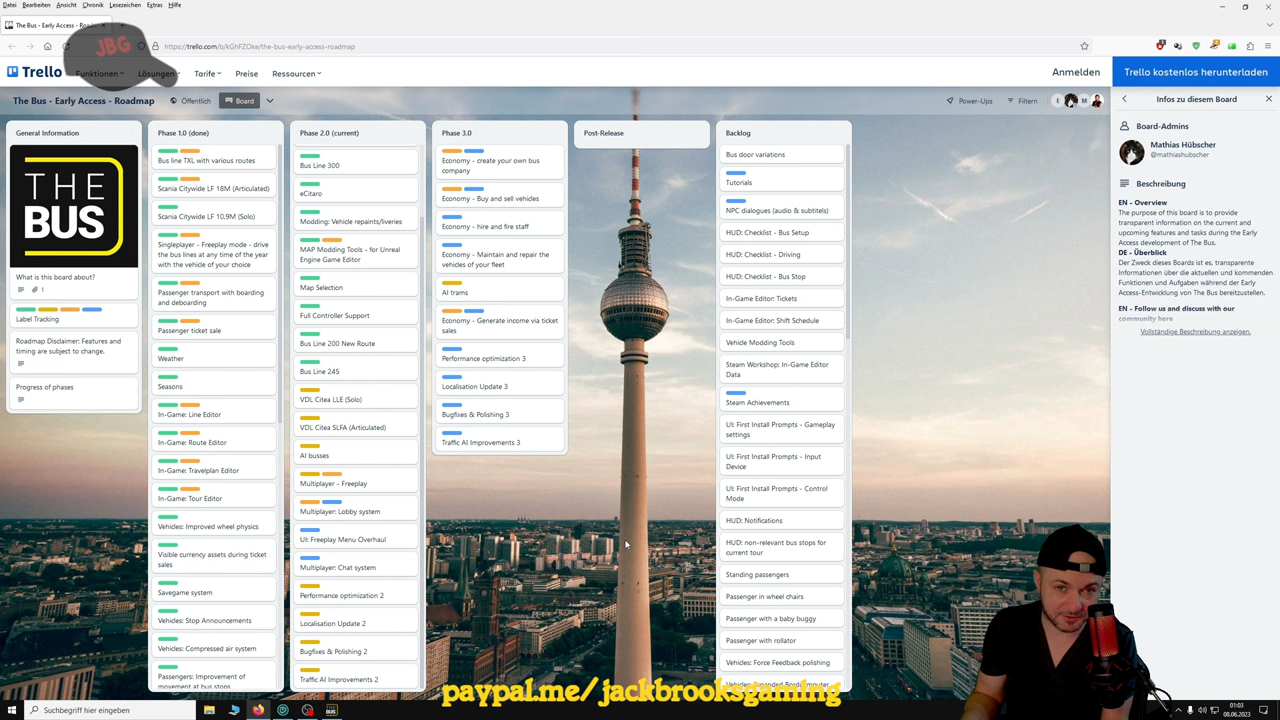 Datei Bearbeiten Ansicht Chronik Lesezeichen Extras Hilfe
The Bus - Early Access - Roadm
JBG
https://trello.com/b/kGhFZOke/the-bus-early-access-roadmap
Trello
Funktionen
Lösungen
Tarife
Preise
Ressourcen
Anmelden
Trello kostenlos herunterladen
The Bus - Early Access - Roadmap
Öffentlich
Board
Power-Ups
Filtern
E
M
General Information
THE
BUS
What is this board about?
1
Label Tracking
Roadmap Disclaimer: Features and
timing are subject to change.
Progress of phases
Phase 1.0 (done)
Bus line TXL with various routes
Scania Citywide LF 18M (Articulated)
Scania Citywide LF 10,9M (Solo)
Singleplayer - Freeplay mode - drive
the bus lines at any time of the year
with the vehicle of your choice
Passenger transport with boarding
and deboarding
Passenger ticket sale
Weather
Seasons
In-Game: Line Editor
In-Game: Route Editor
In-Game: Travelplan Editor
In-Game: Tour Editor
Vehicles: Improved wheel physics
Visible currency assets during ticket
sales
Savegame system
Vehicles: Stop Announcements
Vehicles: Compressed air system
Passengers: Improvement of
movement at bus stops
Phase 2.0 (current)
Bus Line 300
eCitaro
Modding: Vehicle repaints/liveries
MAP Modding Tools - for Unreal
Engine Game Editor
Map Selection
Full Controller Support
Bus Line 200 New Route
Bus Line 245
VDL Citea LLE (Solo)
VDL Citea SLFA (Articulated)
AI busses
Multiplayer - Freeplay
Multiplayer: Lobby system
UI: Freeplay Menu Overhaul
Multiplayer: Chat system
Performance optimization 2
Localisation Update 2
Bugfixes & Polishing 2
Traffic AI Improvements 2
Phase 3.0
Economy - create your own bus
company
Economy - Buy and sell vehicles
Economy - hire and fire staff
Economy - Maintain and repair the
vehicles of your fleet
AI trams
Economy - Generate income via ticket
sales
Performance optimization 3
Localisation Update 3
Bugfixes & Polishing 3
Traffic AI Improvements 3
Post-Release
Backlog
Bus door variations
Tutorials
NPC dialogues (audio & subtitels)
HUD: Checklist - Bus Setup
HUD: Checklist - Driving
HUD: Checklist - Bus Stop
In-Game Editor: Tickets
In-Game Editor: Shift Schedule
Vehicle Modding Tools
Steam Workshop: In-Game Editor
Data
Steam Achievements
UI: First Install Prompts - Gameplay
settings
UI: First Install Prompts - Input
Device
UI: First Install Prompts - Control
Mode
HUD: Notifications
HUD: non-relevant bus stops for
current tour
Standing passengers
Passenger in wheel chairs
Passenger with a baby buggy
Passenger with rollator
Vehicles: Force Feedback polishing
Infos zu diesem Board
Board-Admins
Mathias Hübscher
@mathiashubscher
Beschreibung
EN - Overview
The purpose of this board is to provide
transparent information on the current and
upcoming features and tasks during the Early
Access development of The Bus.
DE - Überblick
Der Zweck dieses Boards ist es, transparente
Informationen über die aktuellen und kommenden
Funktionen und Aufgaben während der Early
Access-Entwicklung von The Bus bereitzustellen.
EN - Follow us and discuss with our
community here
Vollständige Beschreibung anzeigen.
paypal.me/jackbrooksgaming
Suchbegriff hier eingeben
01:03
08.06.2023